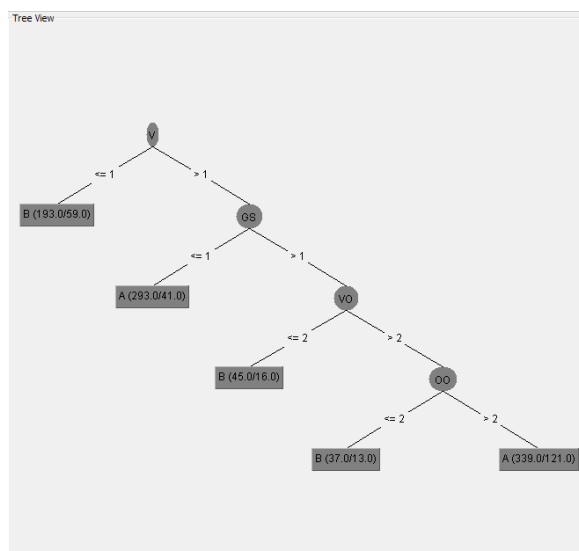 Tree View
V
<= 1
> 1
B (193.0/59.0)
GS
<= 1
> 1
A (293.0/41.0)
VO
<= 2
> 2
B (45.0/16.0)
OO
<= 2
> 2
B (37.0/13.0)
A (339.0/121.0)